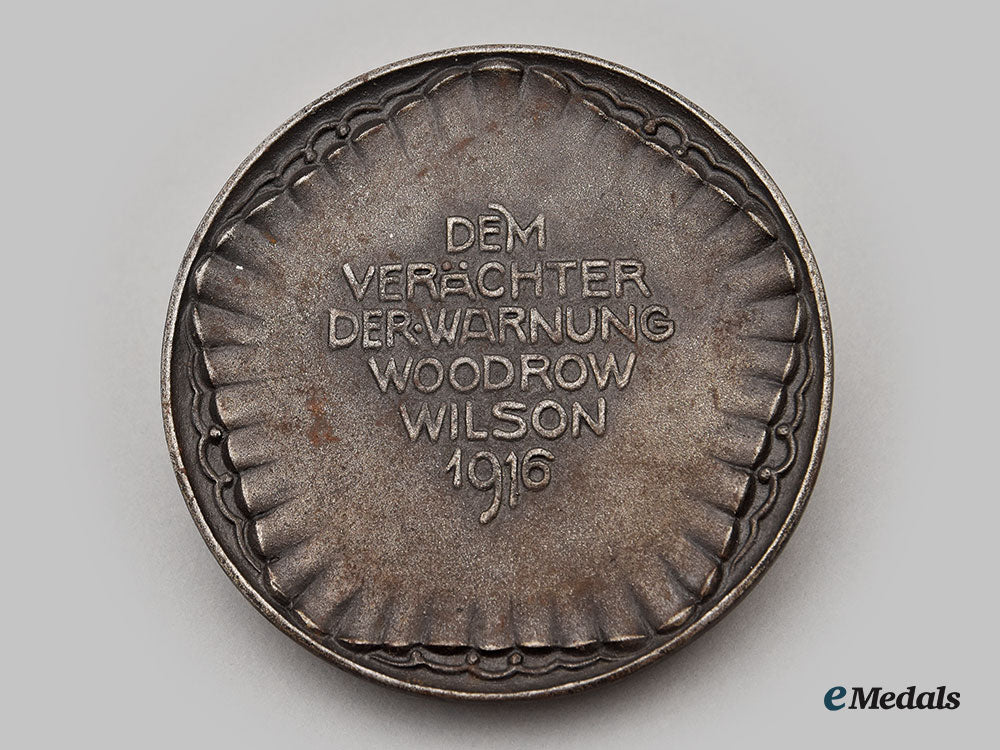 DEM
VERÄCHTER
DER·WARNUNG
WOODROW
WILSON
1916
eMedals